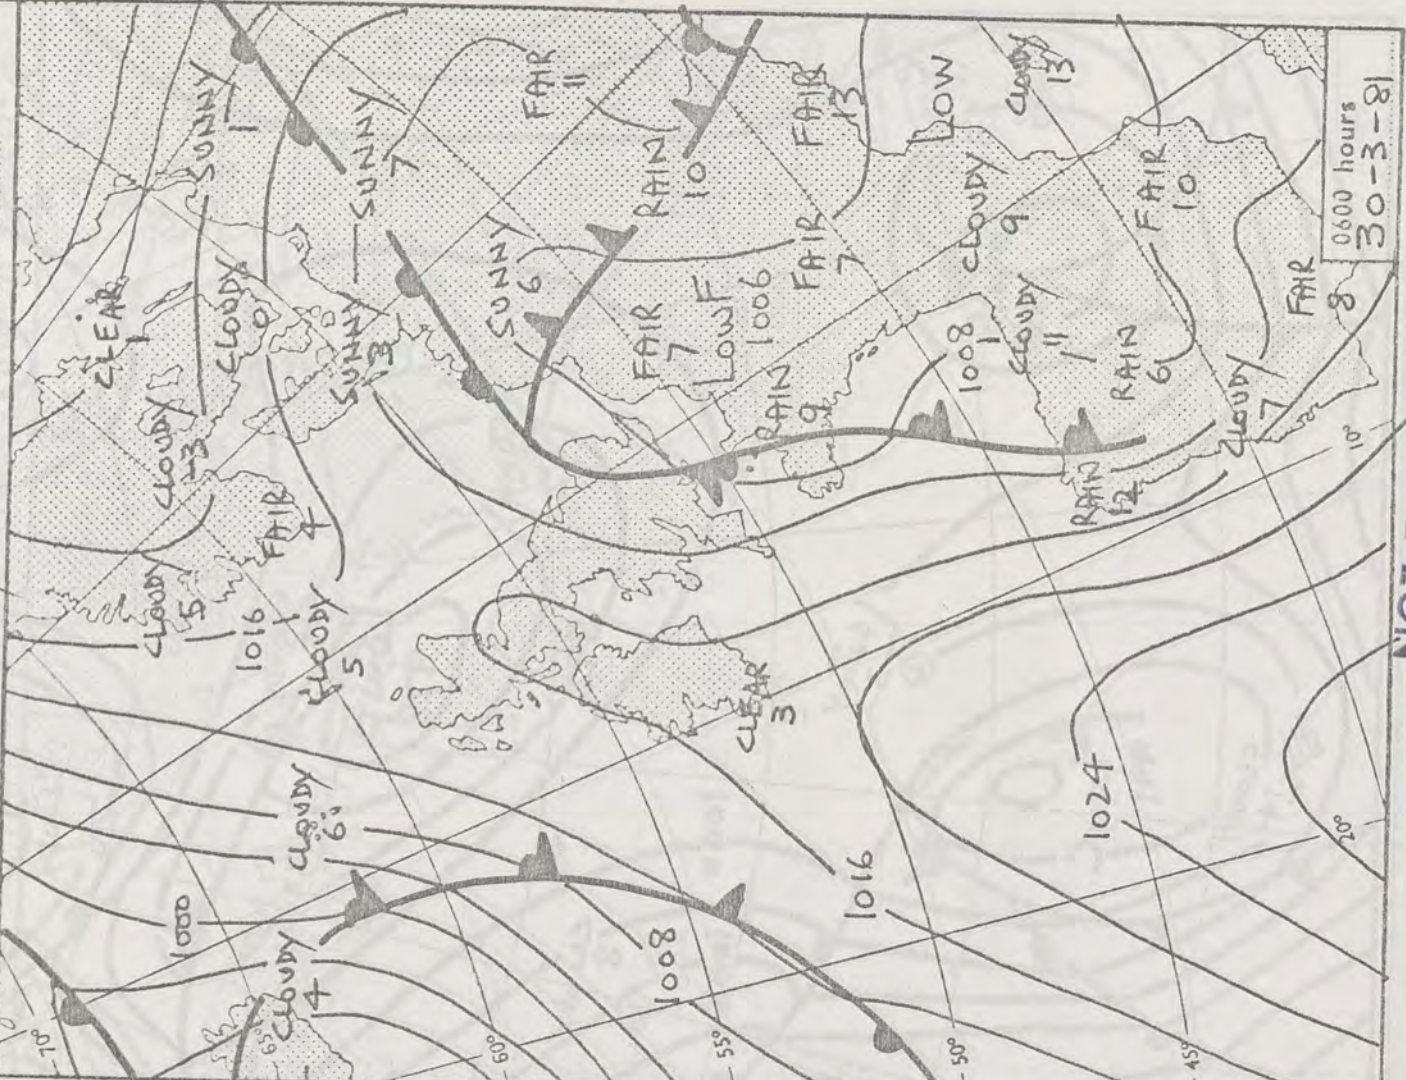 70°
CLEAR
1
CLOUDY
5
CLOUDY
-3
1000
SUNNY
1
CLOUDY
0
1016
FAIR
4
65°
CLOUDY
4
CLOUDY
6
CLOUDY
5
SUNNY
3
SUNNY
7
60°
SUNNY
6
FAIR
11
FAIR
7
RAIN
10
1008
LOW F
1006
55°
CLEAR
3
RAIN
9
FAIR
7
FAIR
13
1016
LOW
50°
1008
CLOUDY
9
CLOUDY
11
CLOUDY
13
RAIN
12
1024
RAIN
6
FAIR
10
45°
CLOUDY
7
FAIR
8
20°
10°
0600 hours
30-3-81